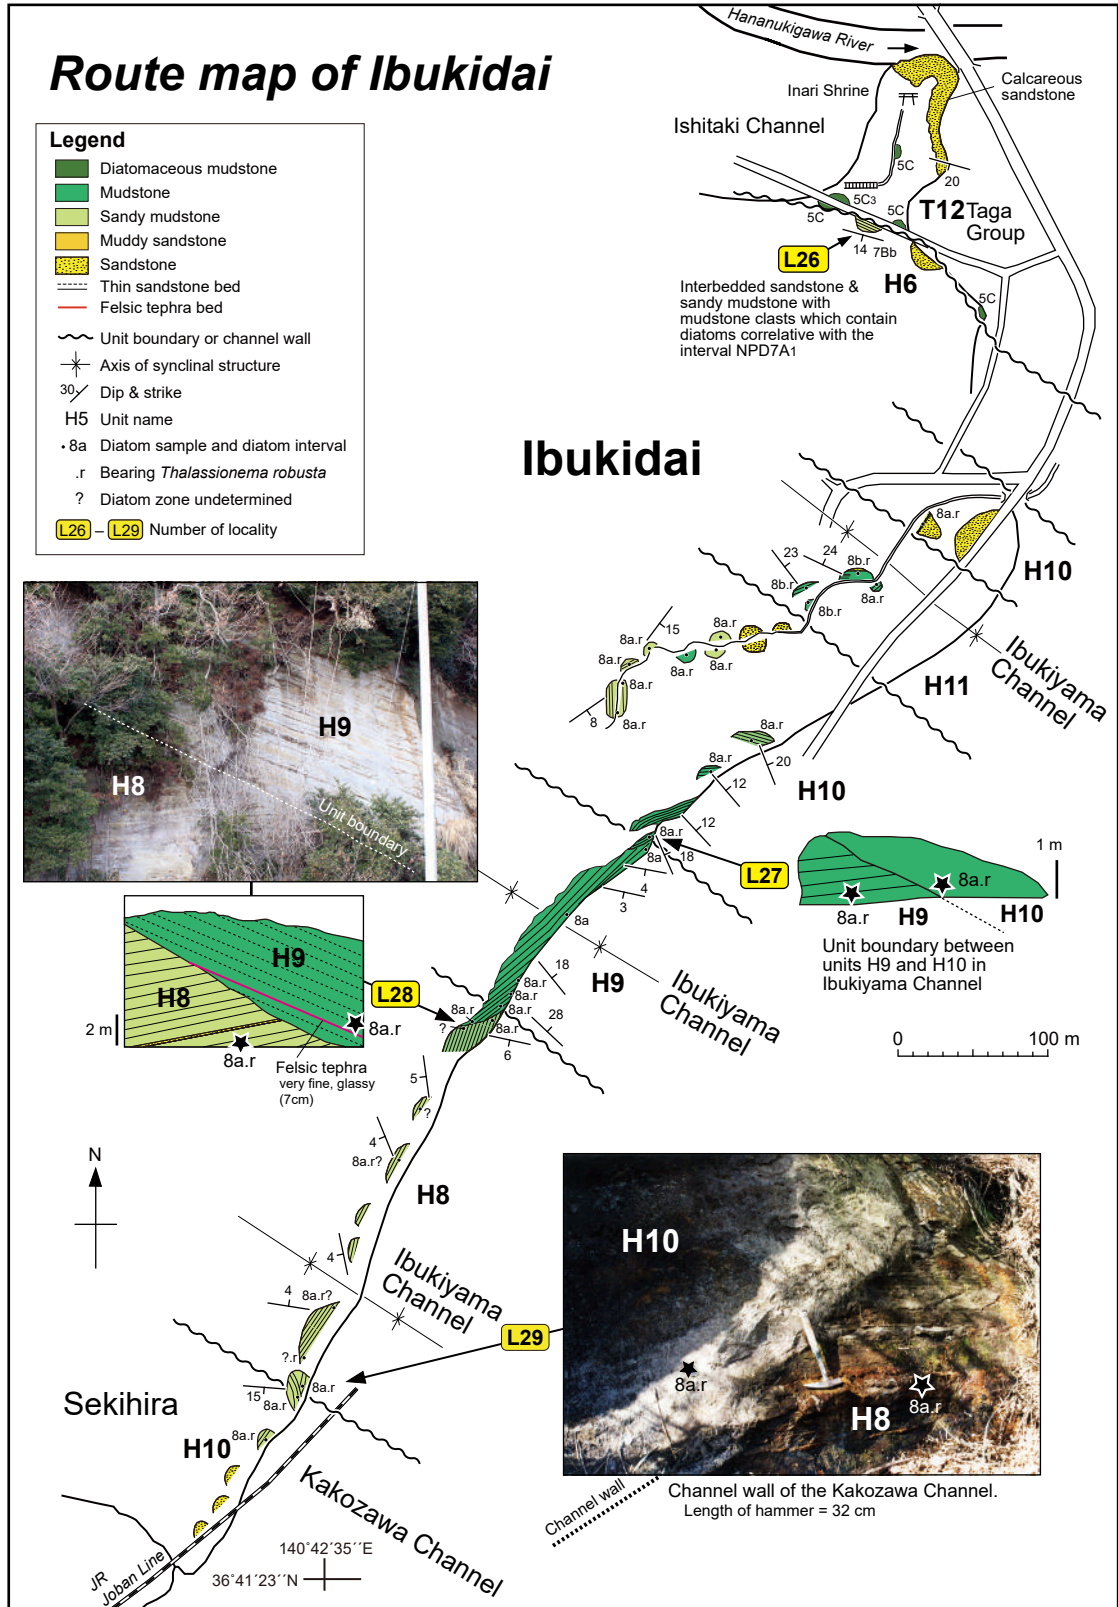 Route map of Ibukidai
Legend
Diatomaceous mudstone
Mudstone
Sandy mudstone
Muddy sandstone
Sandstone
Thin sandstone bed
Felsic tephra bed
Unit boundary or channel wall
Axis of synclinal structure
30 Dip & strike
H5 Unit name
8a Diatom sample and diatom interval
.r Bearing Thalassionema robusta
? Diatom zone undetermined
L26 – L29 Number of locality
Hananukigawa River
Inari Shrine
Calcareous
sandstone
Ishitaki Channel
5C
20
5C3
5C
5C
T12 Taga
Group
14
7Bb
L26
H6
5C
Interbedded sandstone &
sandy mudstone with
mudstone clasts which contain
diatoms correlative with the
interval NPD7A1
Ibukidai
8a.r
23
24
8b.r
8b.r
8a.r
8b.r
H10
15
8a.r
8a.r
8a.r
8a.r
8a.r
8a.r
8
8a.r
Ibukiyama
Channel
H11
8a.r
20
8a.r
12
H10
12
8a.r
8a
18
L27
4
3
8a
1 m
8a.r
8a.r
H9
H10
Unit boundary between
units H9 and H10 in
Ibukiyama Channel
0
100 m
H9
H8
Unit boundary
H9
H8
2 m
8a.r
8a.r
Felsic tephra
very fine, glassy
(7cm)
L28
18
H9
Ibukiyama
Channel
8a.r
8a.r
8a.r
8a.r
8a.r
?
28
6
5
?
4
8a.r?
H8
N
4
Ibukiyama
Channel
4
8a.r?
?.r
L29
15
8a.r
8a.r
Sekihira
8a.r
H10
Kakozawa Channel
JR
Joban Line
140˚42´35´´E
36˚41´23´´N
H10
8a.r
H8
8a.r
Channel wall
Channel wall of the Kakozawa Channel.
Length of hammer = 32 cm